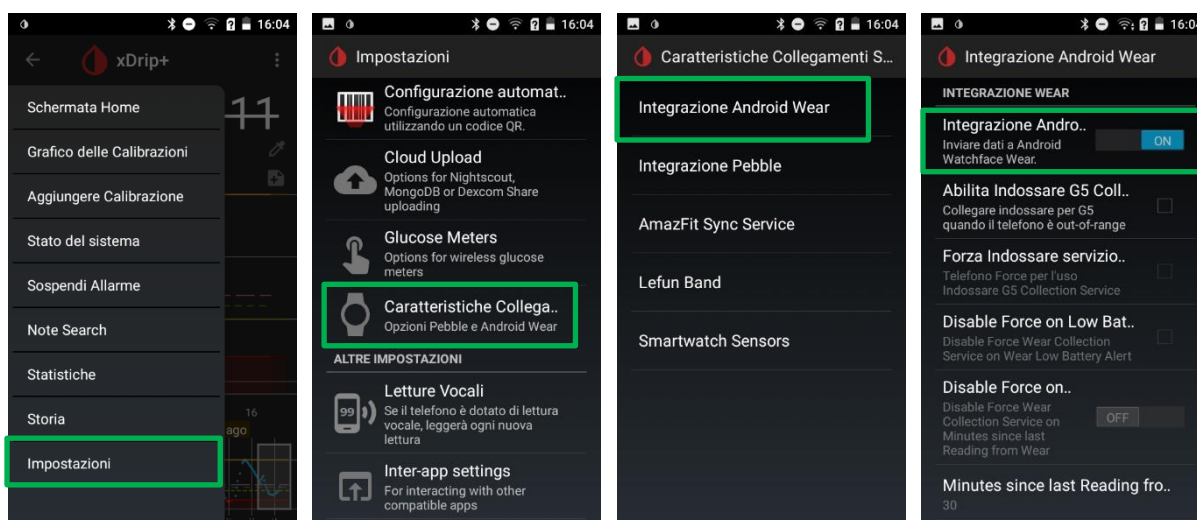 16:04
xDrip+
11
Schermata Home
Grafico delle Calibrazioni
Aggiungere Calibrazione
Stato del sistema
Sospendi Allarme
Note Search
Statistiche
Storia
16
ago
Impostazioni
16:04
Impostazioni
Configurazione automat..
Configurazione automatica
utilizzando un codice QR.
Cloud Upload
Options for Nightscout,
MongoDB or Dexcom Share
uploading
Glucose Meters
Options for wireless glucose
meters
Caratteristiche Collega..
Opzioni Pebble e Android Wear
ALTRE IMPOSTAZIONI
Letture Vocali
99
Se il telefono è dotato di lettura
vocale, leggerà ogni nuova
lettura
Inter-app settings
For interacting with other
compatible apps
16:04
Caratteristiche Collegamenti S...
Integrazione Android Wear
Integrazione Pebble
AmazFit Sync Service
Lefun Band
Smartwatch Sensors
16:04
Integrazione Android Wear
INTEGRAZIONE WEAR
Integrazione Andro..
Inviare dati a Android
Watchface Wear.
ON
Abilita Indossare G5 Coll..
Collegare indossare per G5
quando il telefono è out-of-range
Forza Indossare servizio..
Telefono Force per l'uso
Indossare G5 Collection Service
Disable Force on Low Bat..
Disable Force Wear Collection
Service on Wear Low Battery Alert
Disable Force on..
Disable Force Wear
Collection Service on
Minutes since last
Reading from Wear
OFF
Minutes since last Reading fro..
30